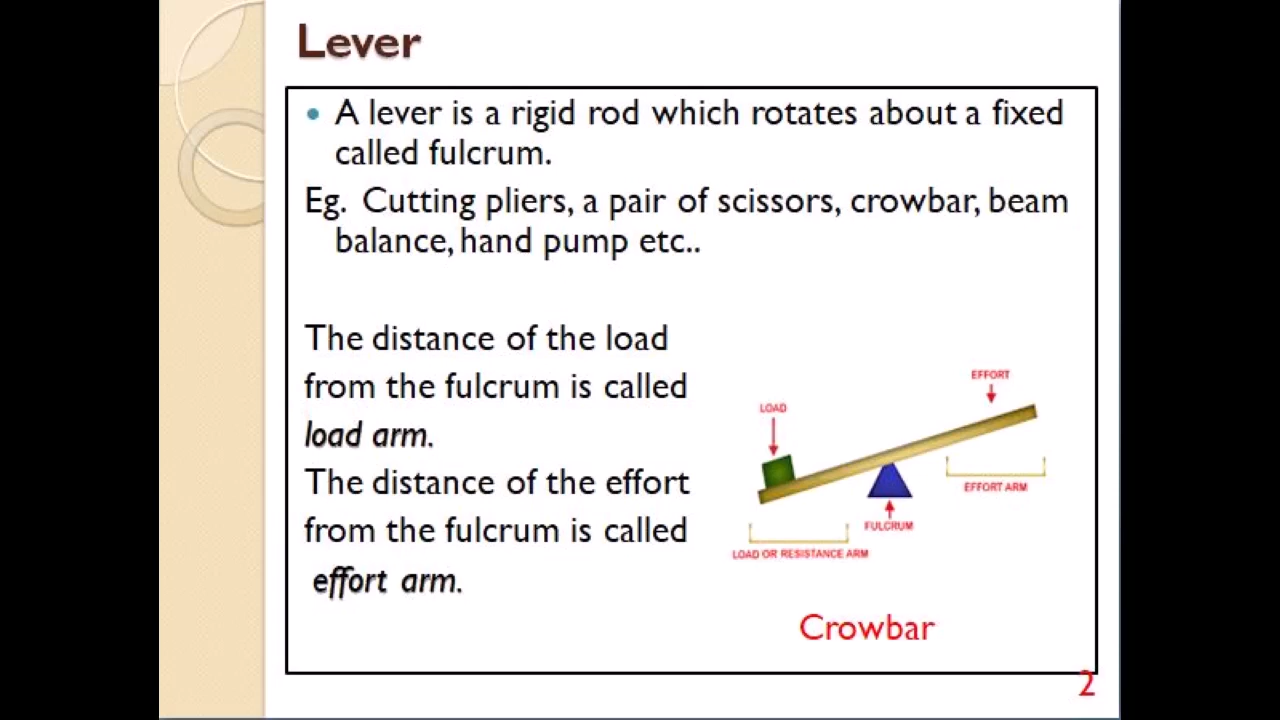 Lever
• A lever is a rigid rod which rotates about a fixed
called fulcrum.
Eg. Cutting pliers, a pair of scissors, crowbar, beam
balance, hand pump etc..
The distance of the load
from the fulcrum is called
load arm.
The distance of the effort
from the fulcrum is called
effort arm.
EFFORT
LOAD
EFFORT ARM
FULCRUM
LOAD OR RESISTANCE ARM
Crowbar
2